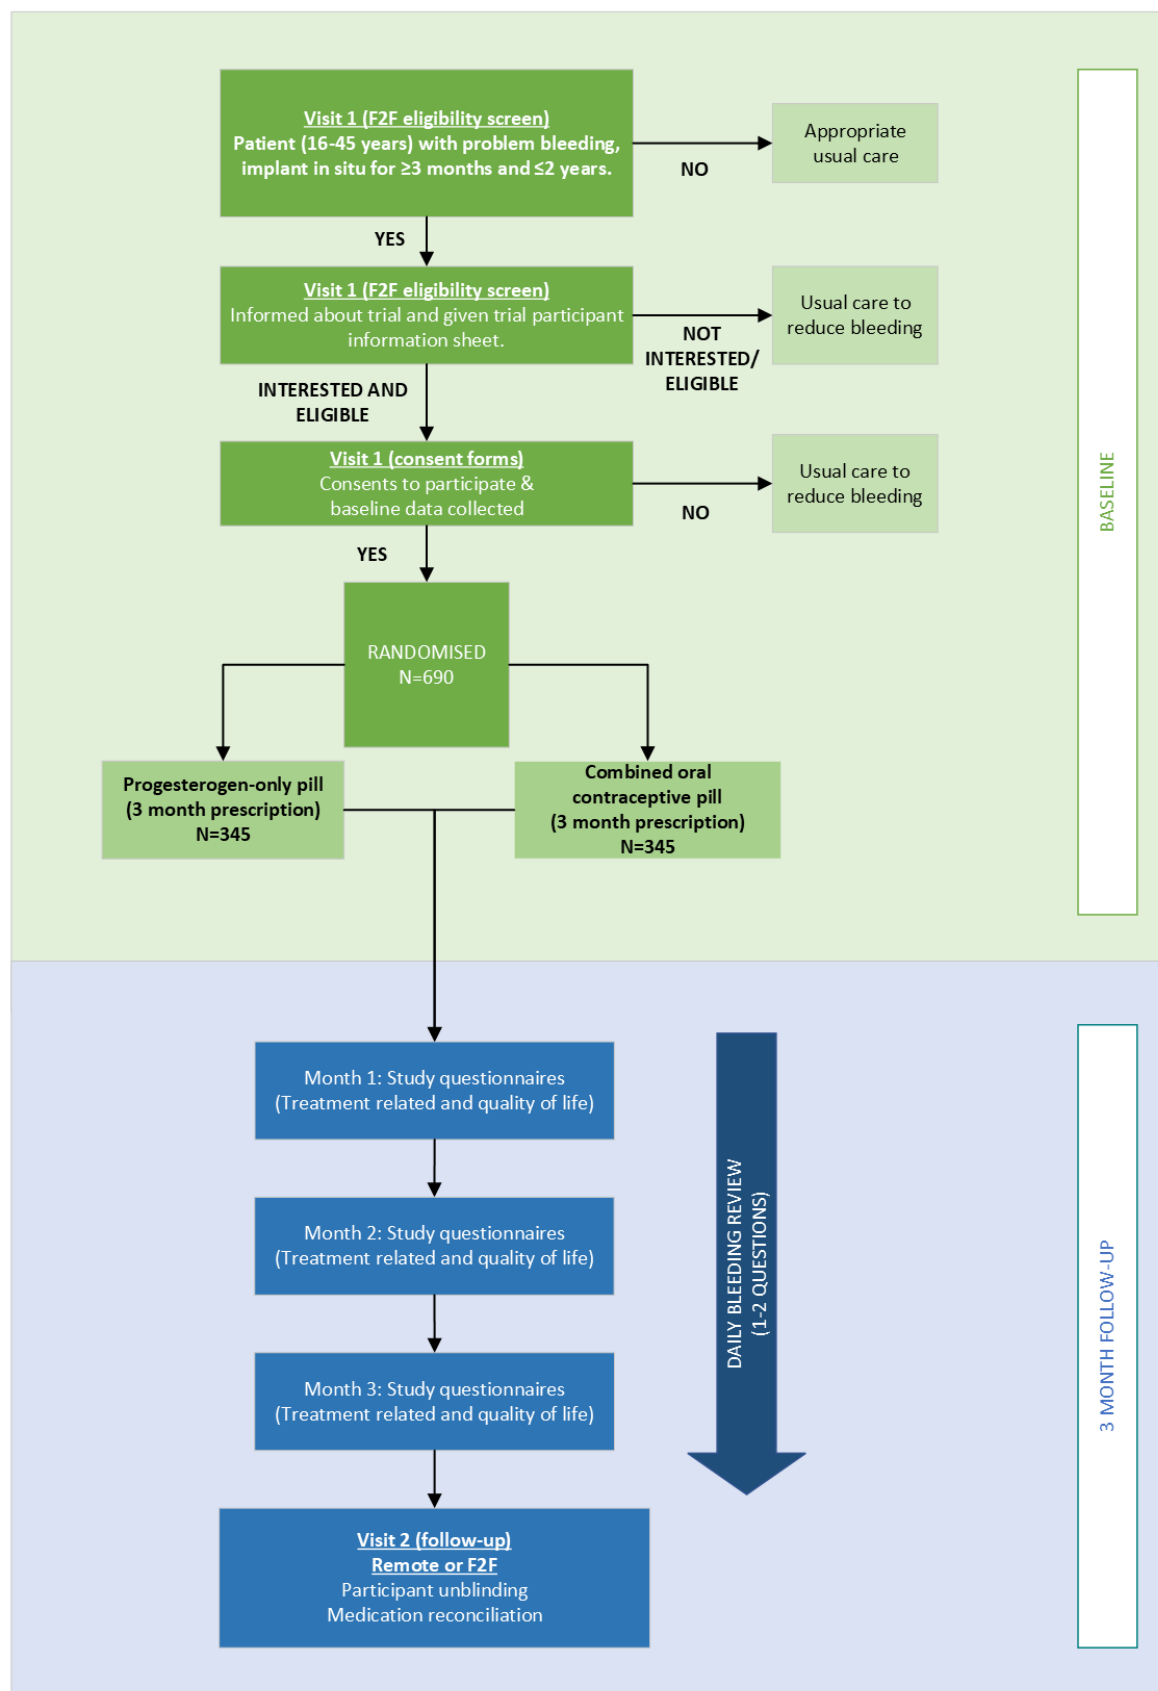 Visit 1 (F2F eligibility screen)
Patient (16-45 years) with problem bleeding,
implant in situ for ≥3 months and ≤2 years.
NO
Appropriate
usual care
YES
Visit 1 (F2F eligibility screen)
Informed about trial and given trial participant
information sheet.
NOT
INTERESTED/
ELIGIBLE
Usual care to
reduce bleeding
INTERESTED AND
ELIGIBLE
Visit 1 (consent forms)
Consents to participate &
baseline data collected
NO
Usual care to
reduce bleeding
YES
RANDOMISED
N=690
Progesterogen-only pill
(3 month prescription)
N=345
Combined oral
contraceptive pill
(3 month prescription)
N=345
BASELINE
Month 1: Study questionnaires
(Treatment related and quality of life)
Month 2: Study questionnaires
(Treatment related and quality of life)
Month 3: Study questionnaires
(Treatment related and quality of life)
DAILY BLEEDING REVIEW
(1-2 QUESTIONS)
Visit 2 (follow-up)
Remote or F2F
Participant unblinding
Medication reconciliation
3 MONTH FOLLOW-UP